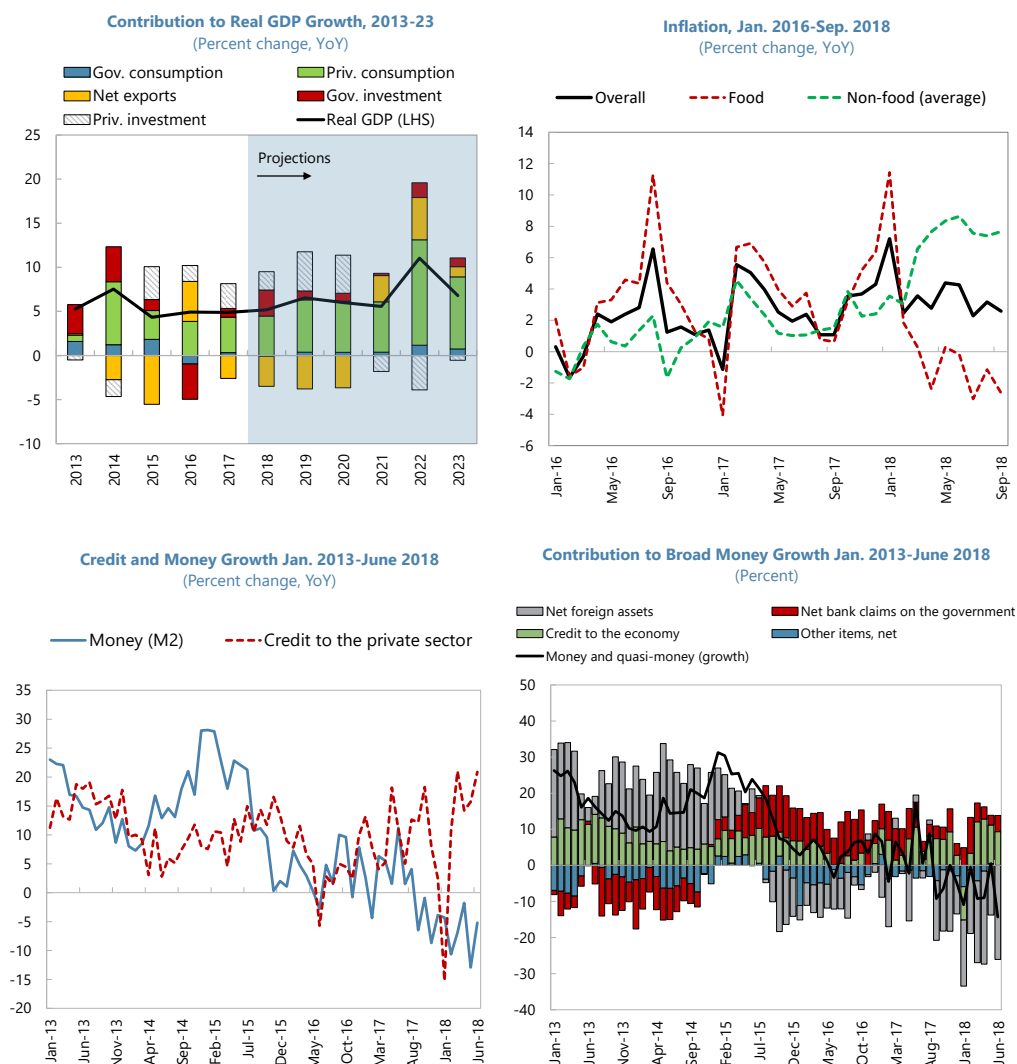 Contribution to Real GDP Growth, 2013-23
(Percent change, YoY)
Gov. consumption
Priv. consumption
Net exports
Gov. investment
Priv. investment
Real GDP (LHS)
25
20
15
10
5
0
-5
-10
Projections
2013
2014
2015
2016
2017
2018
2019
2020
2021
2022
2023
Inflation, Jan. 2016-Sep. 2018
(Percent change, YoY)
Overall
Food
Non-food (average)
14
12
10
8
6
4
2
0
-2
-4
-6
Jan-16
May-16
Sep-16
Jan-17
May-17
Sep-17
Jan-18
May-18
Sep-18
Credit and Money Growth Jan. 2013-June 2018
(Percent change, YoY)
Money (M2)
Credit to the private sector
35
30
25
20
15
10
5
0
-5
-10
-15
-20
Jan-13
Jun-13
Nov-13
Apr-14
Sep-14
Feb-15
Jul-15
Dec-15
May-16
Oct-16
Mar-17
Aug-17
Jan-18
Jun-18
Contribution to Broad Money Growth Jan. 2013-June 2018
(Percent)
Net foreign assets
Net bank claims on the government
Credit to the economy
Other items, net
Money and quasi-money (growth)
50
40
30
20
10
0
-10
-20
-30
-40
Jan-13
Jun-13
Nov-13
Apr-14
Sep-14
Feb-15
Jul-15
Dec-15
May-16
Oct-16
Mar-17
Aug-17
Jan-18
Jun-18